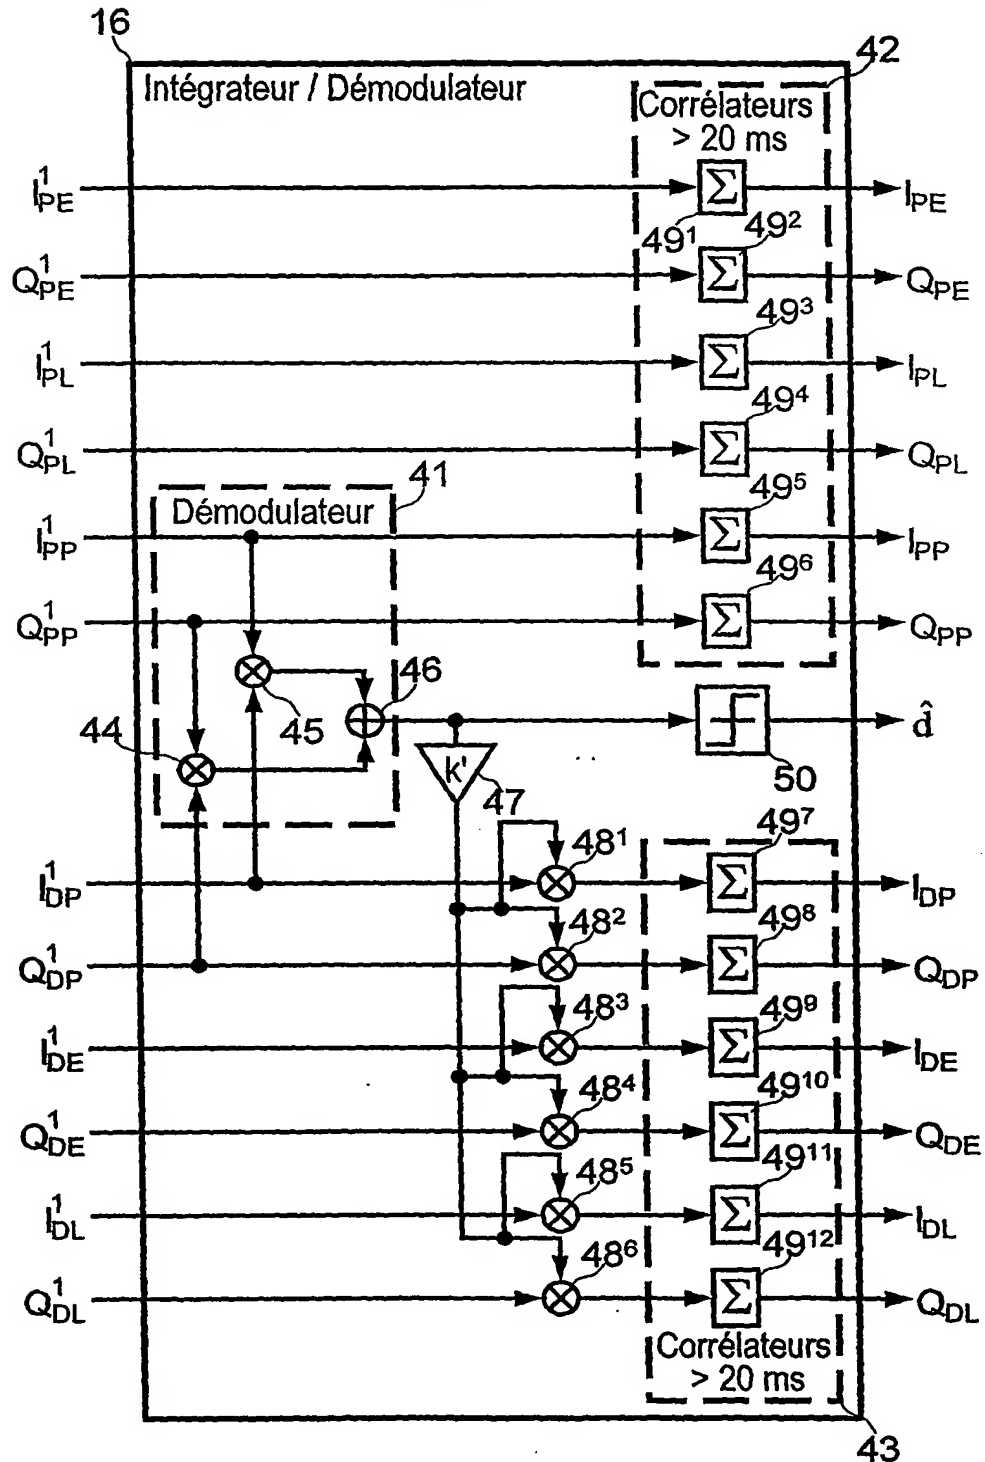 16
42
Intégrateur / Démodulateur
Corrélateurs
> 20 ms
I¹PE
Σ
IPE
49¹
49²
Q¹PE
Σ
QPE
49³
I¹PL
Σ
IPL
49⁴
Q¹PL
Σ
QPL
41
49⁵
Démodulateur
I¹PP
Σ
IPP
49⁶
Q¹PP
Σ
QPP
46
45
44
d̂
k'
47
50
49⁷
48¹
I¹DP
Σ
IDP
48²
49⁸
Q¹DP
Σ
QDP
48³
49⁹
I¹DE
Σ
IDE
48⁴
49¹⁰
Q¹DE
Σ
QDE
48⁵
49¹¹
I¹DL
Σ
IDL
48⁶
49¹²
Q¹DL
Σ
QDL
Corrélateurs
> 20 ms
43